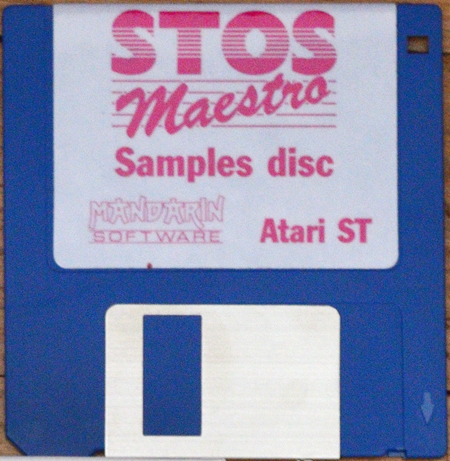 STOS
Maestro
Samples disc
MANDARIN
SOFTWARE
Atari ST